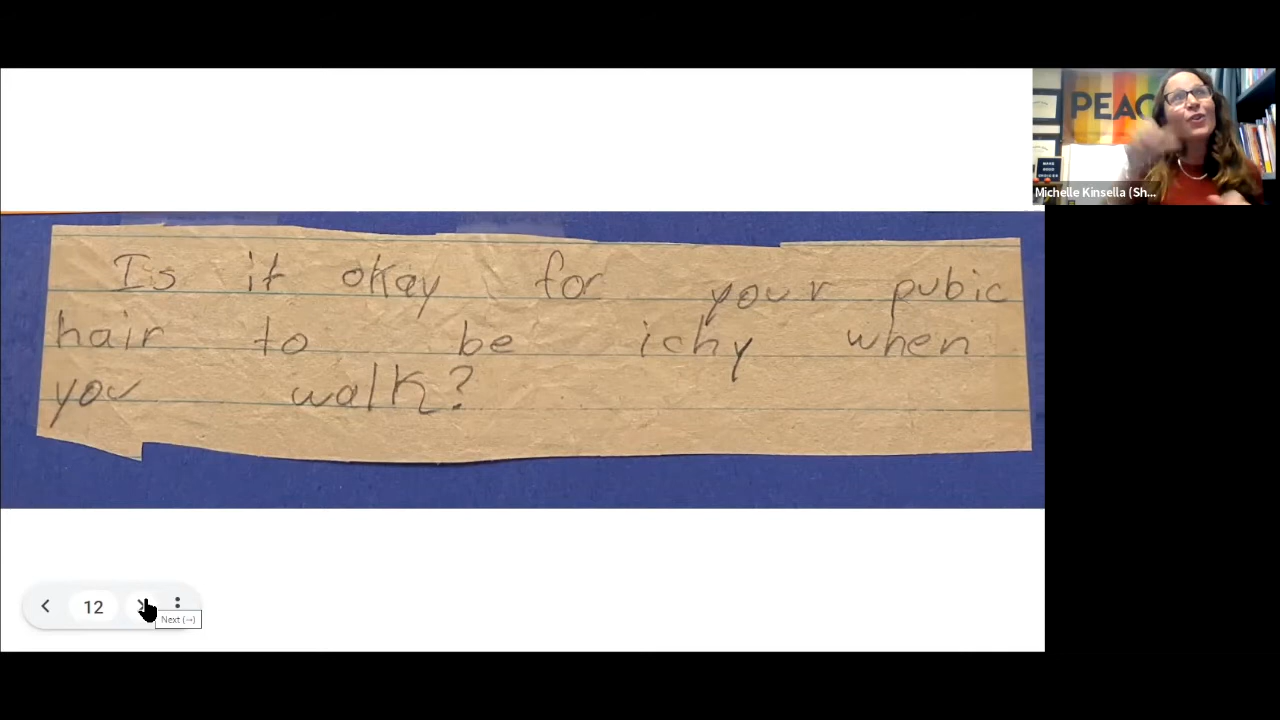 PEAC
Michelle Kinsella (Sh...
Is it okay for your pubic
hair to be ichy when
you walk?
12
Next (→)